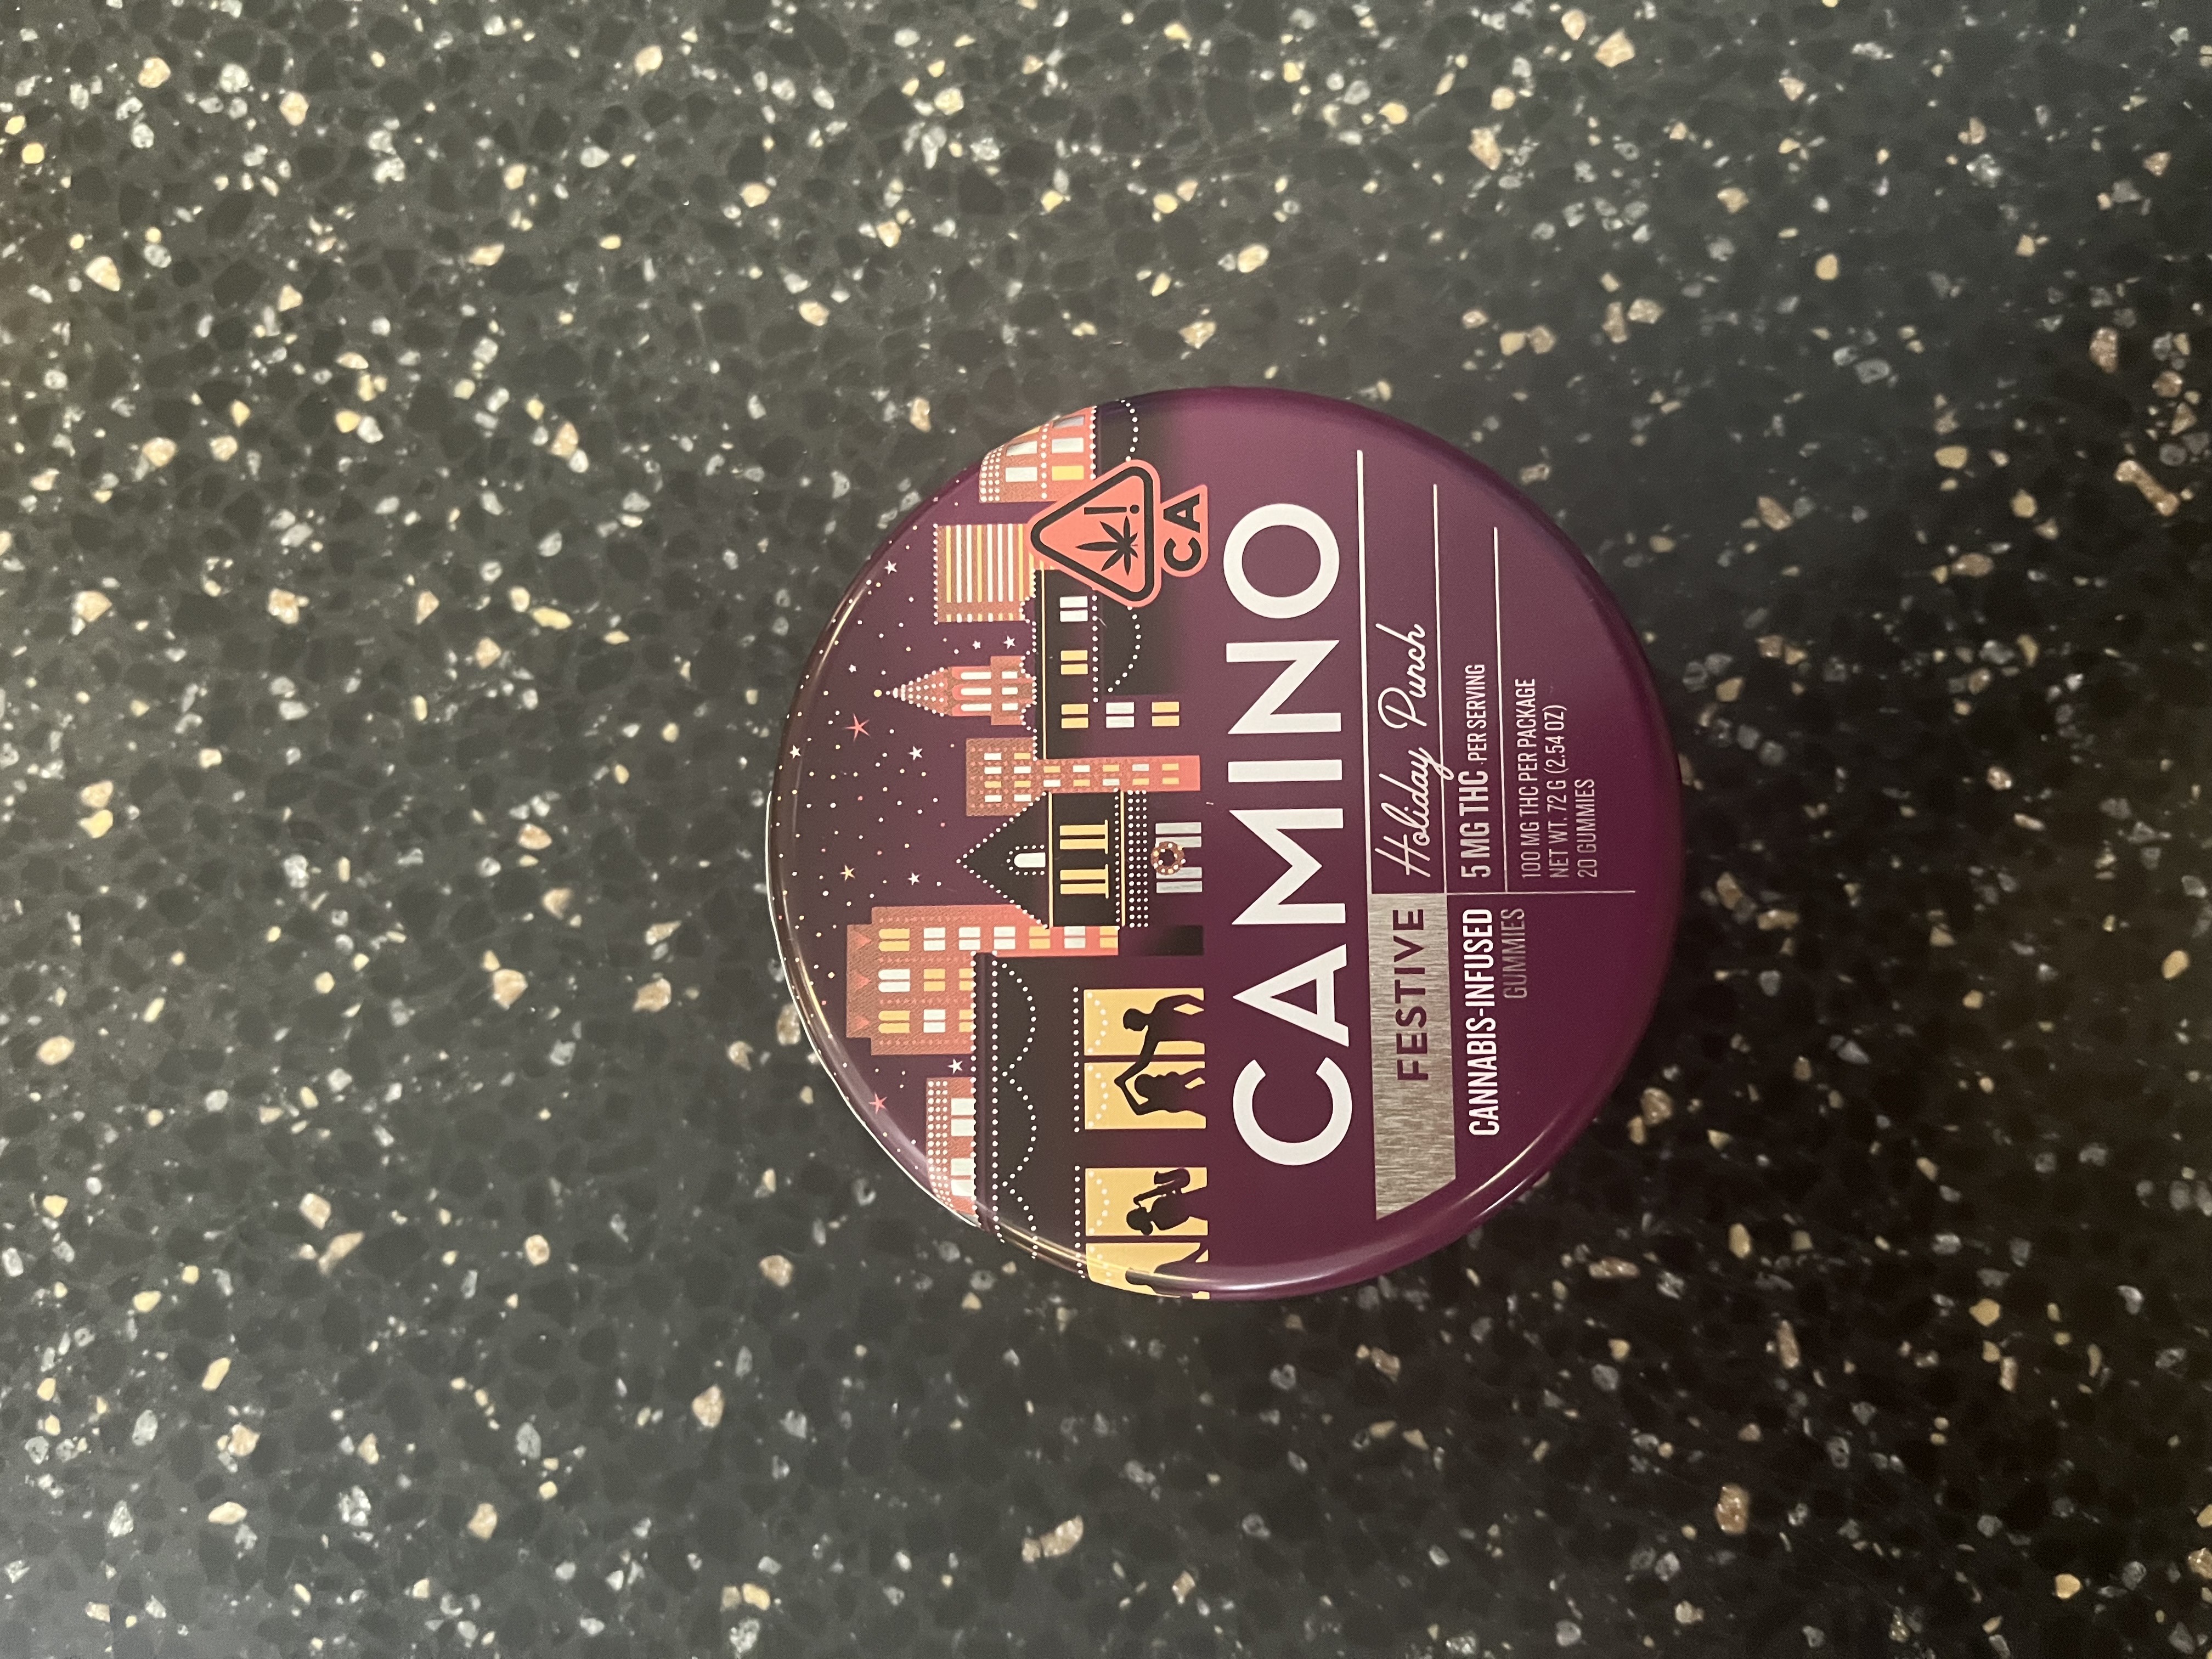 !
CA
CAMINO
FESTIVE
Holiday Punch
CANNABIS-INFUSED
GUMMIES
5 MG THC PER SERVING
100 MG THC PER PACKAGE
NET WT. 72 G (2.54 OZ)
20 GUMMIES